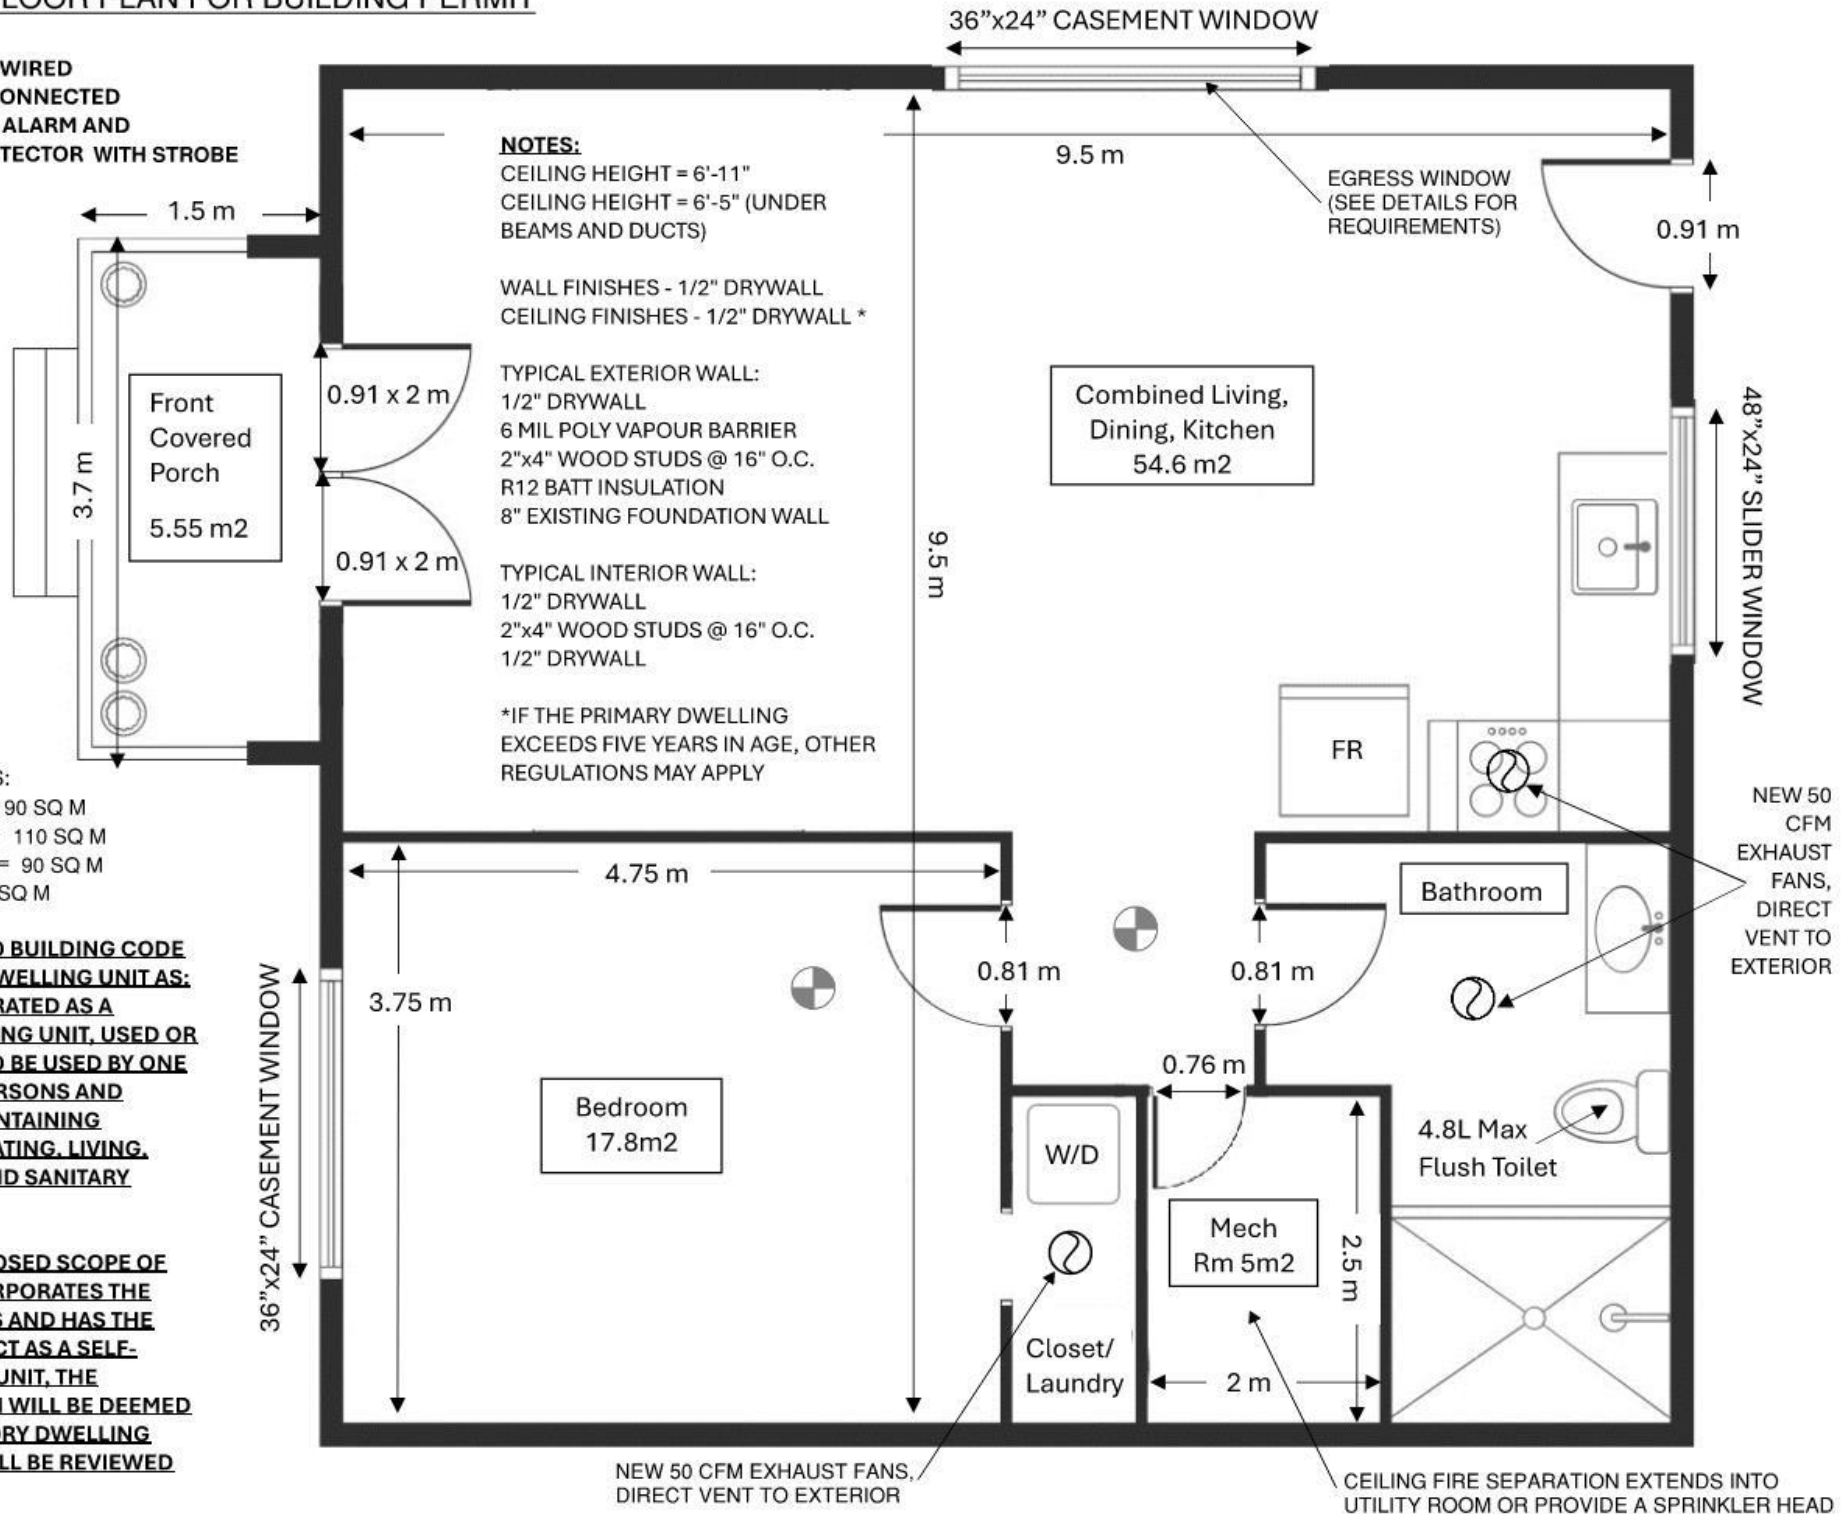 FLOOR PLAN FOR BUILDING PERMIT
36”x24” CASEMENT WINDOW
WIRED
ONNECTED
ALARM AND
TECTOR WITH STROBE
1.5 m
NOTES:
CEILING HEIGHT = 6'-11"
CEILING HEIGHT = 6'-5" (UNDER
BEAMS AND DUCTS)
WALL FINISHES - 1/2" DRYWALL
CEILING FINISHES - 1/2" DRYWALL *
TYPICAL EXTERIOR WALL:
1/2" DRYWALL
6 MIL POLY VAPOUR BARRIER
2"x4" WOOD STUDS @ 16" O.C.
R12 BATT INSULATION
8" EXISTING FOUNDATION WALL
TYPICAL INTERIOR WALL:
1/2" DRYWALL
2"x4" WOOD STUDS @ 16" O.C.
1/2" DRYWALL
*IF THE PRIMARY DWELLING
EXCEEDS FIVE YEARS IN AGE, OTHER
REGULATIONS MAY APPLY
9.5 m
EGRESS WINDOW
(SEE DETAILS FOR
REQUIREMENTS)
0.91 m
0.91 x 2 m
0.91 x 2 m
Front
Covered
Porch
5.55 m2
3.7 m
Combined Living,
Dining, Kitchen
54.6 m2
9.5 m
48”x24” SLIDER WINDOW
FR
NEW 50
CFM
EXHAUST
FANS,
DIRECT
VENT TO
EXTERIOR
S:
90 SQ M
110 SQ M
= 90 SQ M
SQ M
4.75 m
3.75 m
Bathroom
0.81 m
0.81 m
0.76 m
O BUILDING CODE
WELLING UNIT AS:
RATED AS A
NG UNIT, USED OR
O BE USED BY ONE
RSONS AND
NTAINING
ATING, LIVING,
ND SANITARY
36”x24” CASEMENT WINDOW
Bedroom
17.8m2
W/D
4.8L Max
Flush Toilet
Mech
Rm 5m2
2.5 m
2 m
Closet/
Laundry
OSED SCOPE OF
RPORATES THE
S AND HAS THE
CT AS A SELF-
UNIT, THE
N WILL BE DEEMED
ORY DWELLING
LL BE REVIEWED
NEW 50 CFM EXHAUST FANS,
DIRECT VENT TO EXTERIOR
CEILING FIRE SEPARATION EXTENDS INTO
UTILITY ROOM OR PROVIDE A SPRINKLER HEAD